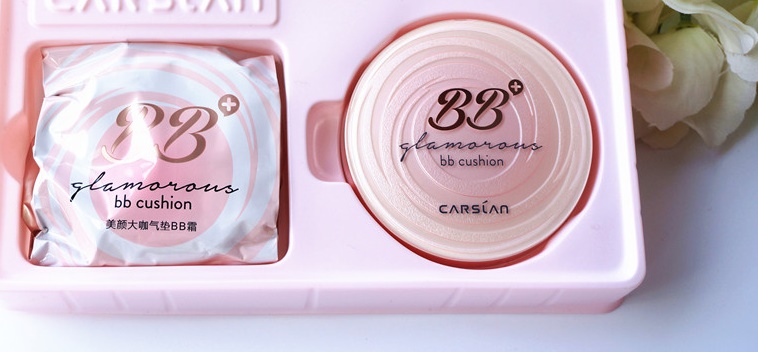 CARSLAN
BB+
glamorous
bb cushion
美颜大咖气垫BB霜
BB+
glamorous
bb cushion
CARSLAN